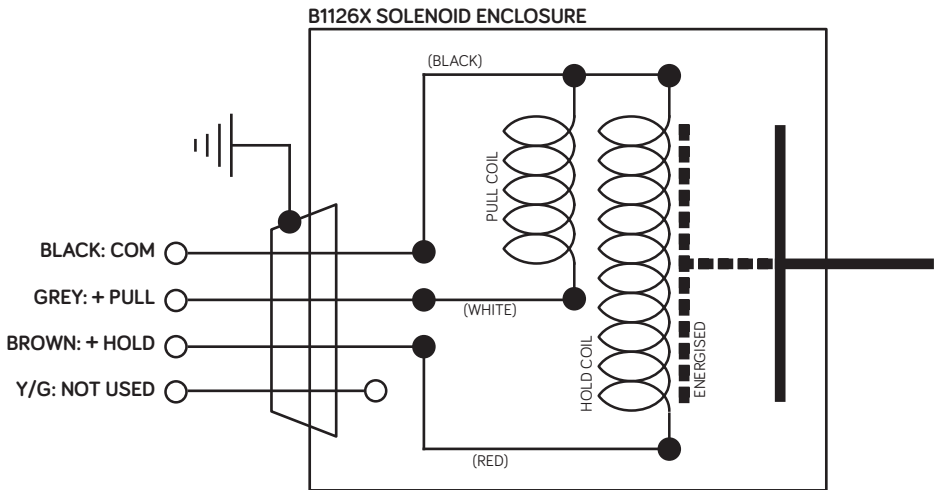 B1126X SOLENOID ENCLOSURE
(BLACK)
PULL COIL
BLACK: COM
GREY: + PULL
(WHITE)
BROWN: + HOLD
HOLD COIL
ENERGISED
Y/G: NOT USED
(RED)